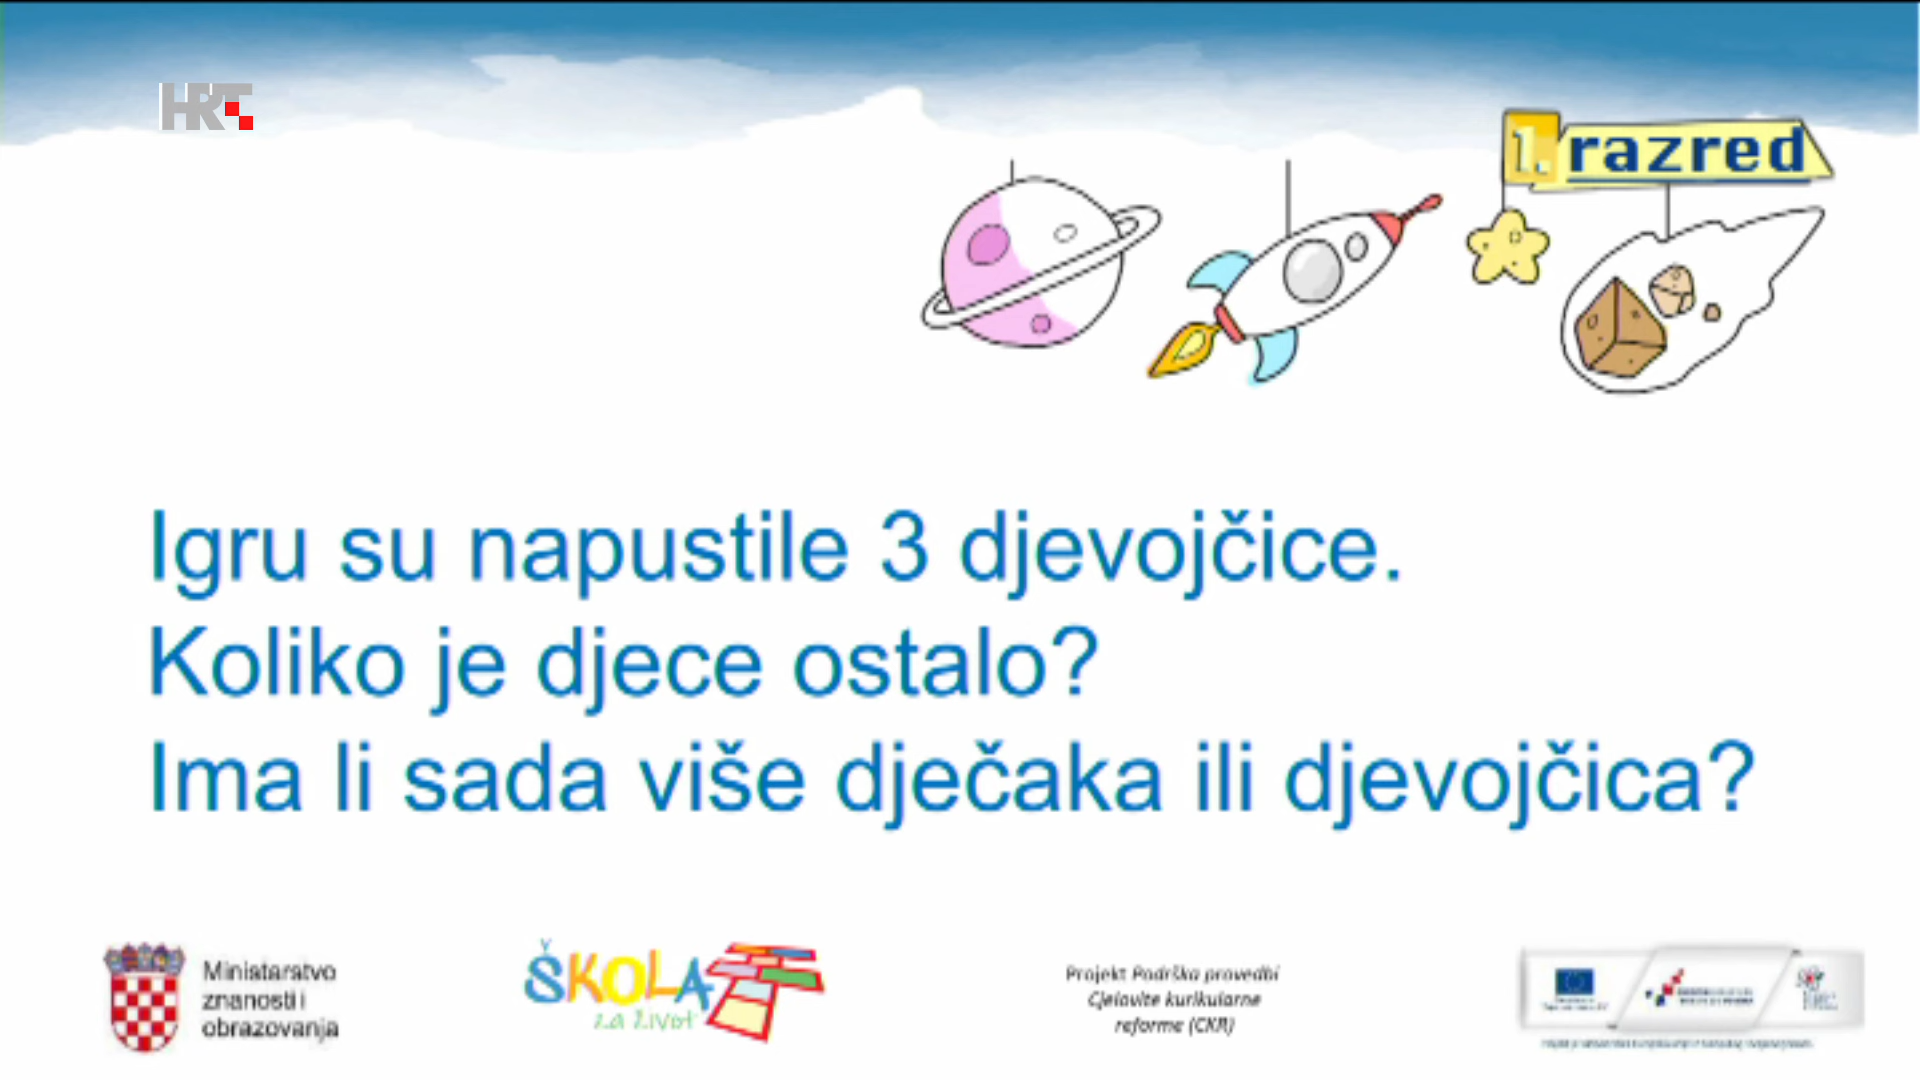 HRT
1. razred
Igru su napustile 3 djevojčice.
Koliko je djece ostalo?
Ima li sada više dječaka ili djevojčica?
Ministarstvo
znanosti i
obrazovanja
ŠKOLA
za život
Projekt Podrška provedbi
Cjelovite kurikularne
reforme (CKR)